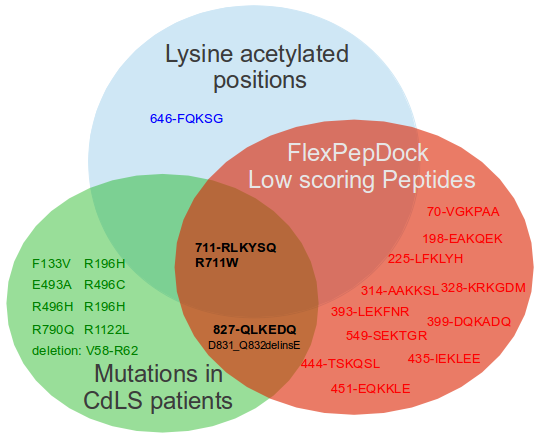 Lysine acetylated
positions
646-FQKSG
FlexPepDock
Low scoring Peptides
70-VGKPAA
198-EAKQEK
225-LFKLYH
314-AAKKSL
328-KRKGDM
393-LEKFNR
399-DQKADQ
549-SEKTGR
444-TSKQSL
435-IEKLEE
451-EQKKLE
711-RLKYSQ
R711W
827-QLKEDQ
D831_Q832delinsE
F133V R196H
E493A R496C
R496H R196H
R790Q R1122L
deletion: V58-R62
Mutations in
CdLS patients